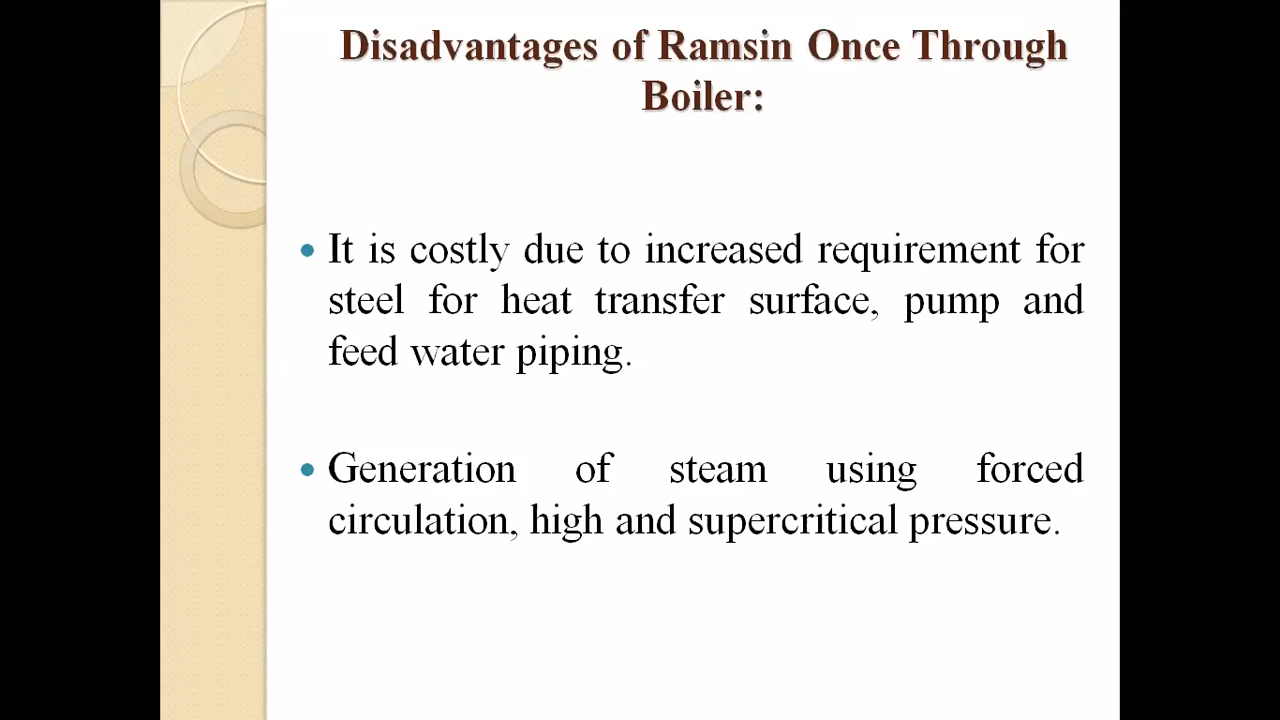 Disadvantages of Ramsin Once Through
Boiler:
• It is costly due to increased requirement for
steel for heat transfer surface, pump and
feed water piping.
• Generation of steam using forced
circulation, high and supercritical pressure.